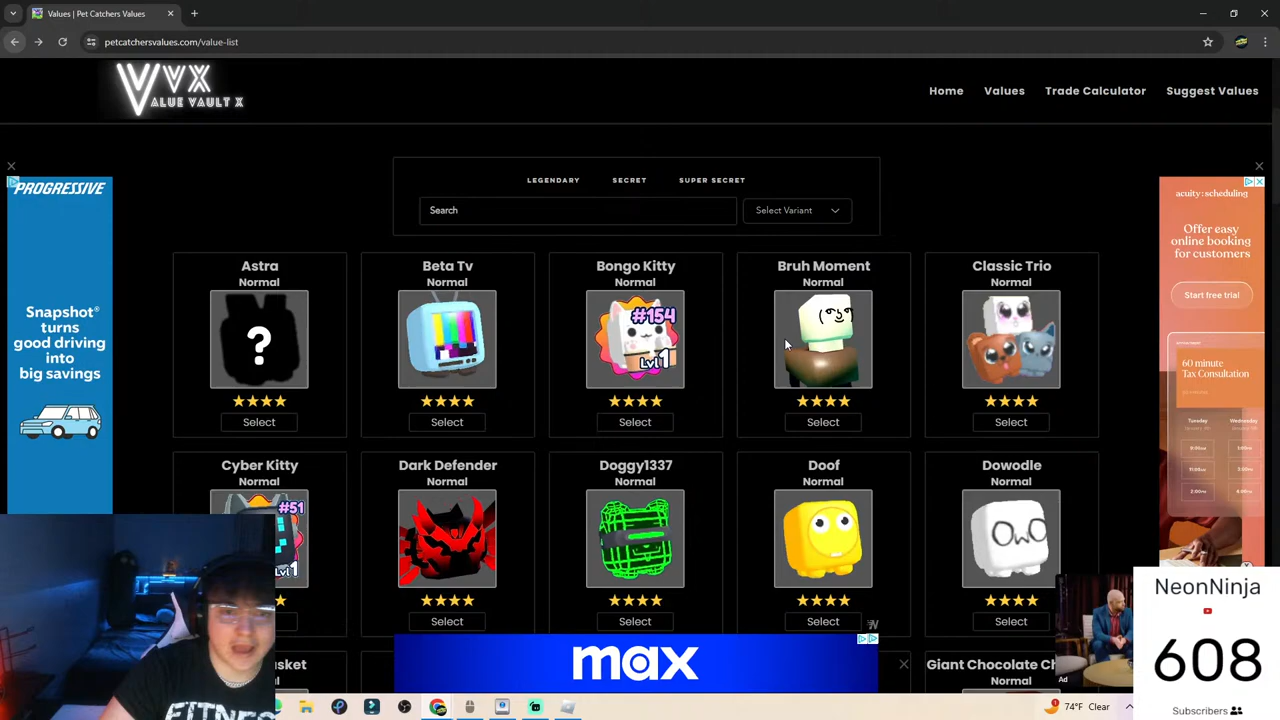 Values | Pet Catchers Values
petcatchersvalues.com/value-list
VVX
ALUE VAULT X
Home
Values
Trade Calculator
Suggest Values
LEGENDARY
SECRET
SUPER SECRET
Search
Select Variant
PROGRESSIVE
Snapshot®
turns
good driving
into
big savings
acuity:scheduling
Offer easy
online booking
for customers
Start free trial
60 minute
Tax Consultation
Astra
Normal
?
★★★★
Select
Beta Tv
Normal
★★★★
Select
Bongo Kitty
Normal
#154
Lvl 1
★★★★
Select
Bruh Moment
Normal
★★★★
Select
Classic Trio
Normal
★★★★
Select
Cyber Kitty
Normal
#51
Lvl 1
Dark Defender
Normal
★★★★
Select
Doggy1337
Normal
★★★★
Select
Doof
Normal
★★★★
Select
Dowodle
Normal
OwO
★★★★
Select
asket
Giant Chocolate Ch
max
Ad
FITNE
NeonNinja
608
Subscribers
74°F Clear